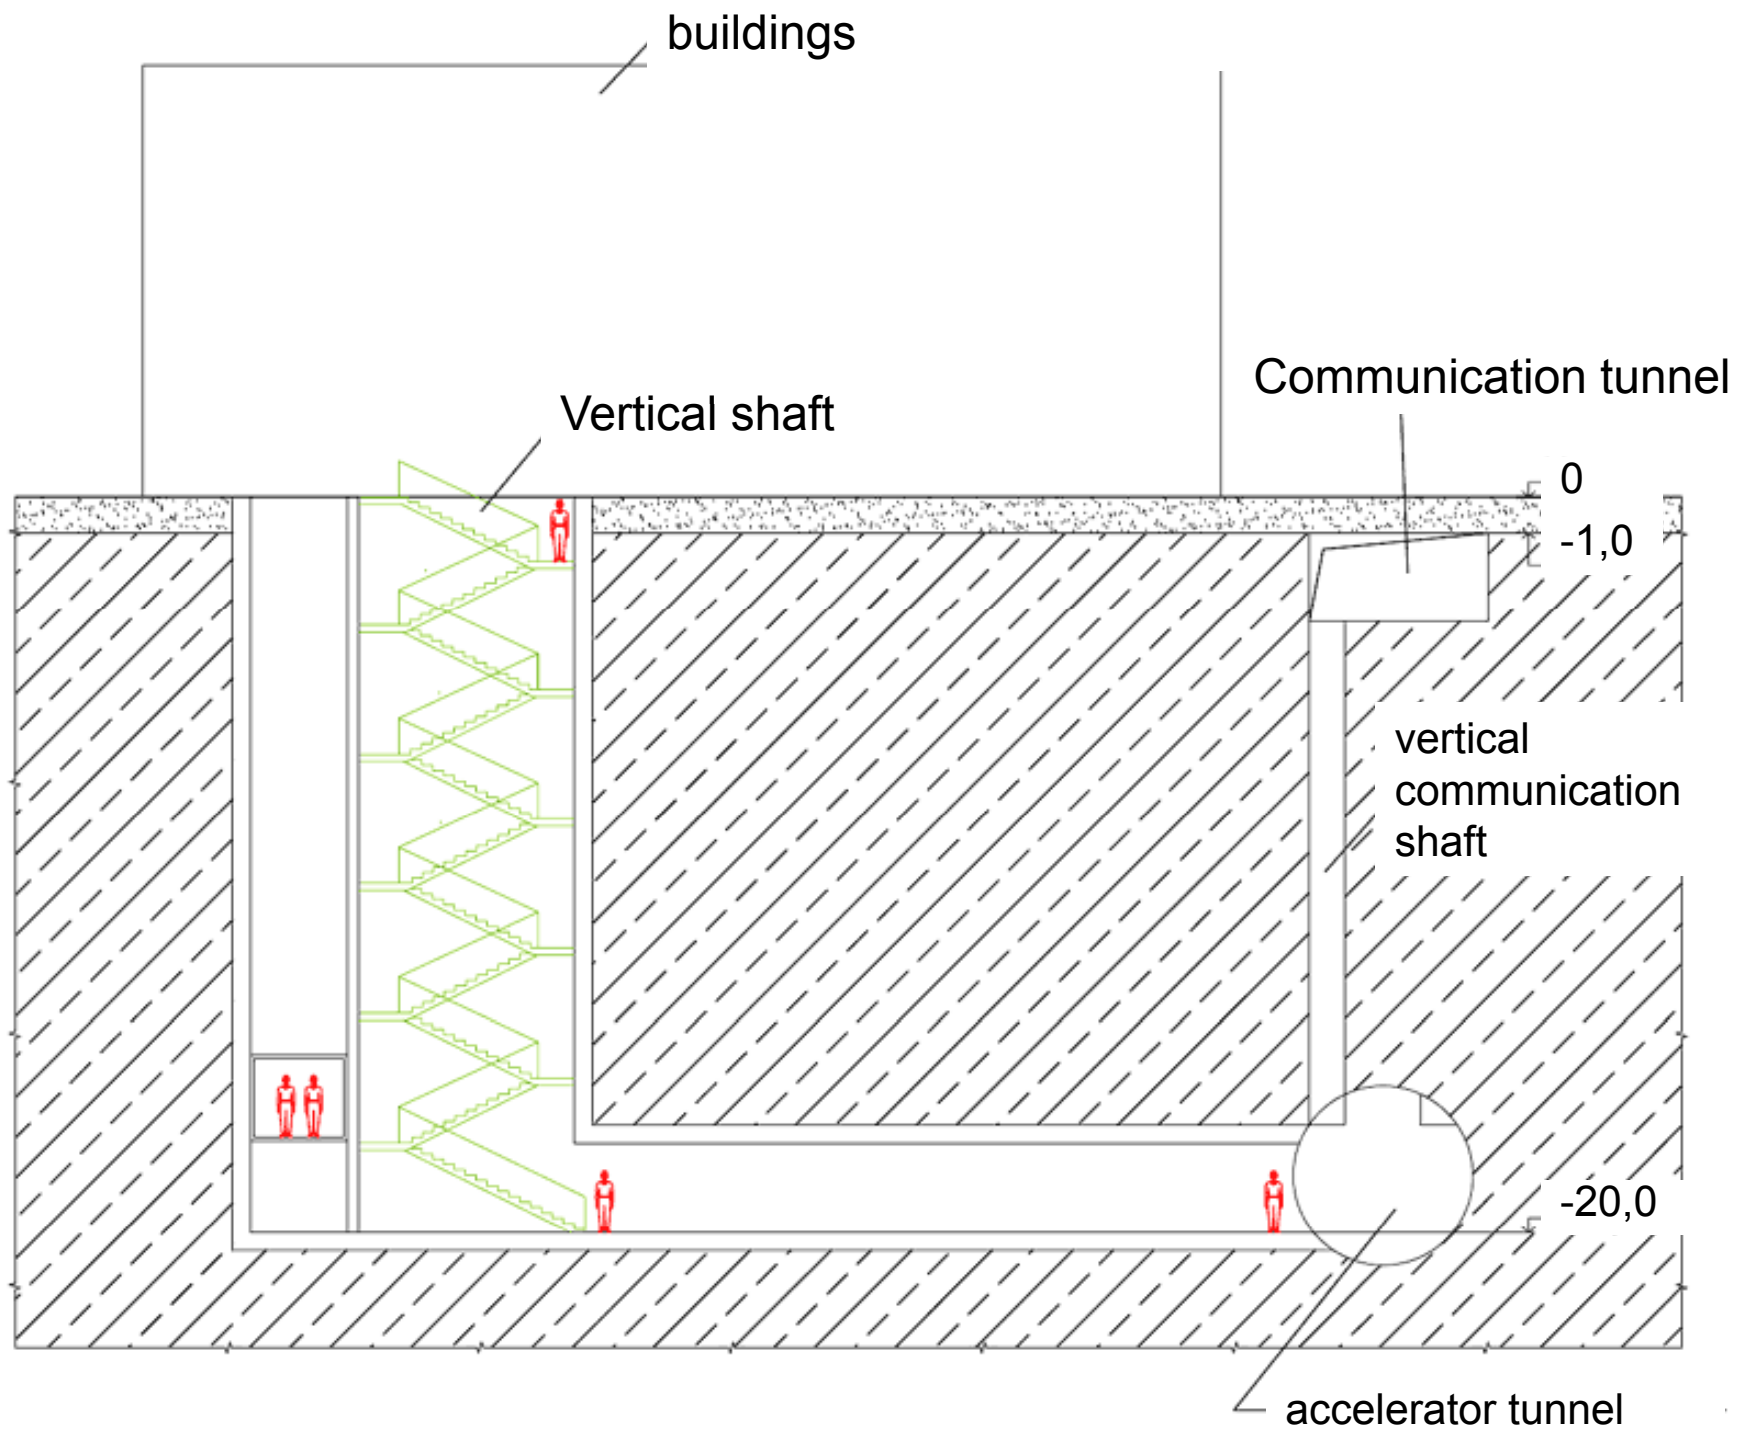 buildings
Communication tunnel
Vertical shaft
0
-1,0
vertical
communication
shaft
-20,0
accelerator tunnel